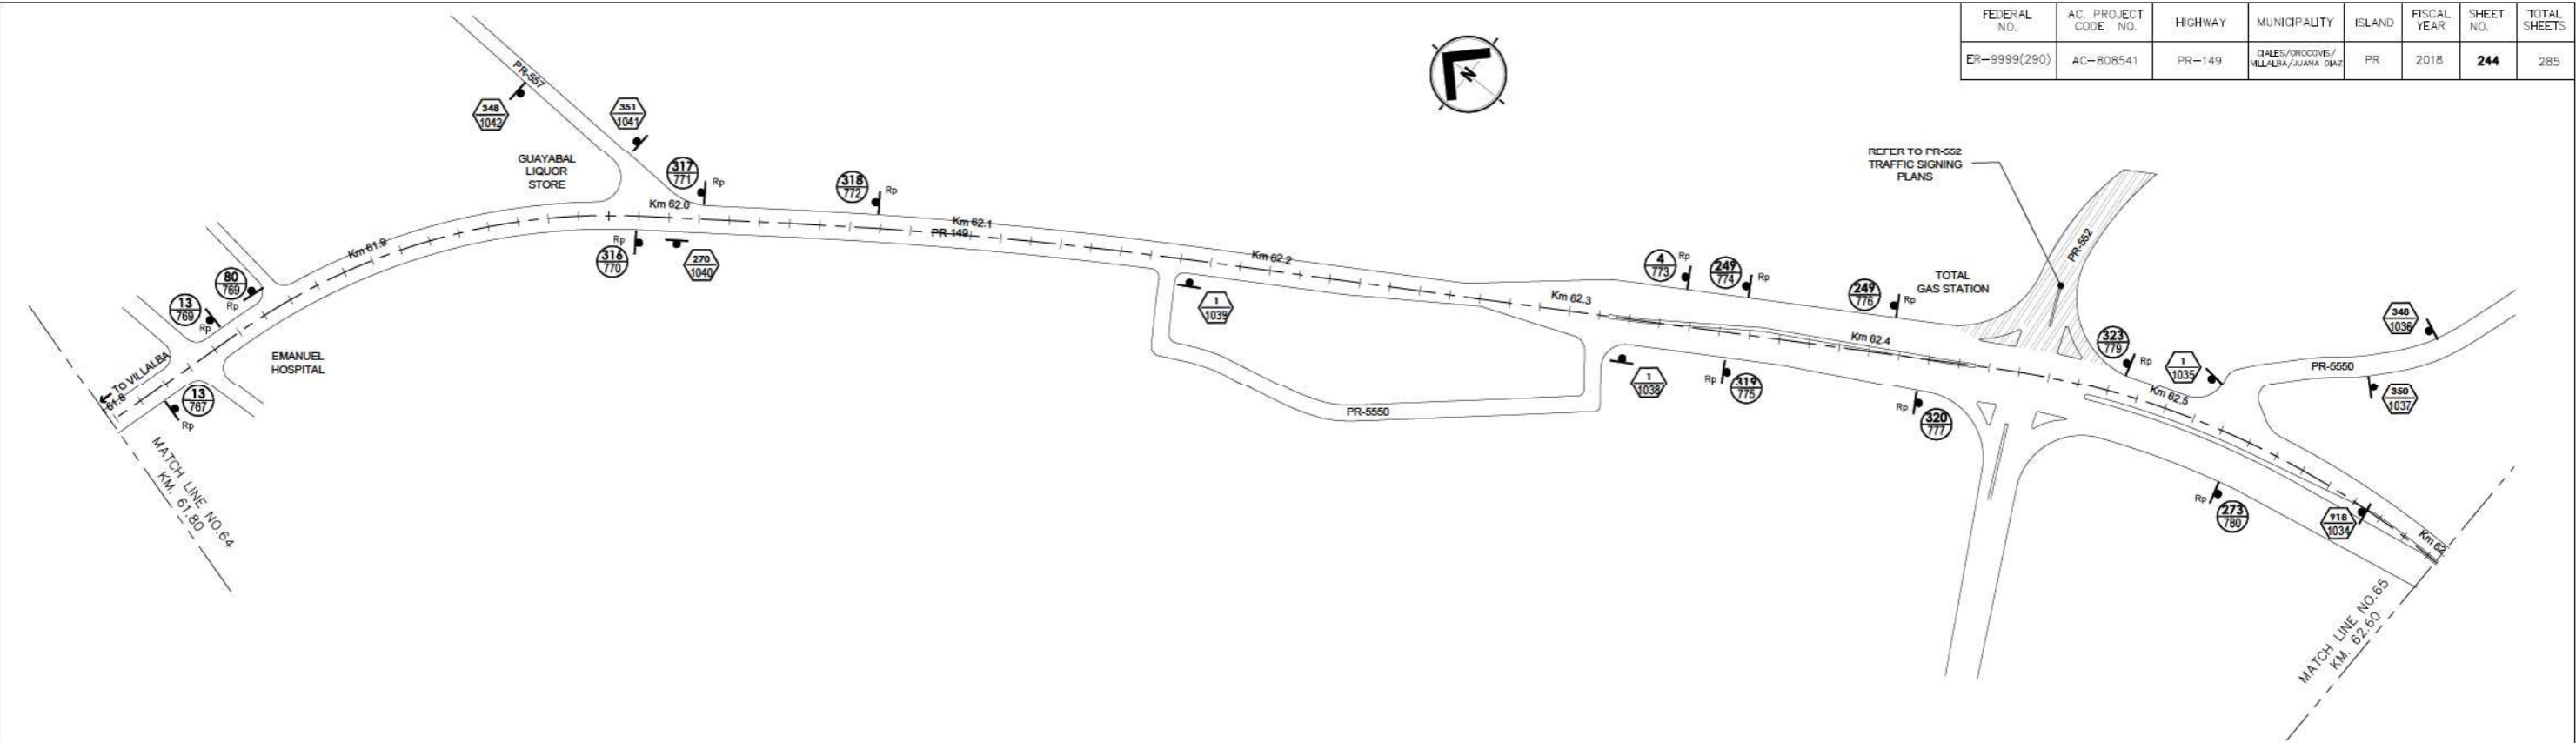 FEDERAL NO.
AC. PROJECT CODE NO.
HIGHWAY
MUNICIPALITY
ISLAND
FISCAL YEAR
SHEET NO.
TOTAL SHEETS
ER-9999(290)
AC-808541
PR-149
CIALES/OROCOVIS/
VILLALBA/JUANA DIAZ
PR
2018
244
285
N
PR-557
348
1042
351
1041
GUAYABAL
LIQUOR
STORE
317
771
Rp
318
772
Rp
Km 62.0
Km 61.9
Km 62.1
PR-149
Rp
316
770
270
1040
80
769
Rp
13
769
Rp
EMANUEL
HOSPITAL
To VILLALBA
61.8
13
767
Rp
MATCH LINE NO.64
KM. 61.80
Km 62.2
1
1039
PR-5550
Km 62.3
4
773
Rp
249
774
Rp
249
776
Rp
TOTAL
GAS STATION
REFER TO PR-552
TRAFFIC SIGNING
PLANS
PR-552
Km 62.4
1
1038
Rp
319
775
Rp
320
777
323
779
Rp
1
1035
Km 62.5
348
1036
PR-5550
350
1037
Rp
273
780
918
1034
Km 62
MATCH LINE NO.65
KM. 62.60